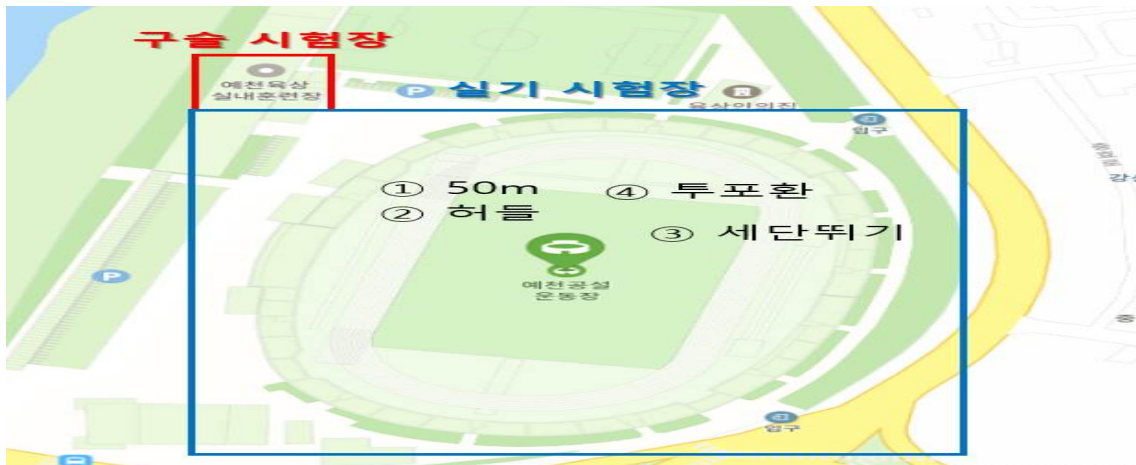 구술 시험장
예천육상
실내훈련장
P
실기 시험장
육상인의집
입구
① 50m
④ 투포환
② 허들
③ 세단뛰기
예천공설
운동장
P
입구